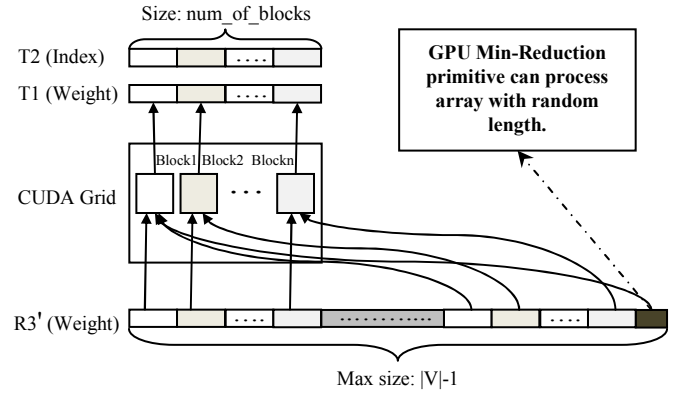 Size: num_of_blocks
T2 (Index)
....
T1 (Weight)
....
GPU Min-Reduction
primitive can process
array with random
length.
Block1 Block2 Blockn
CUDA Grid
...
R3' (Weight)
.... ............ ....
Max size: |V|-1